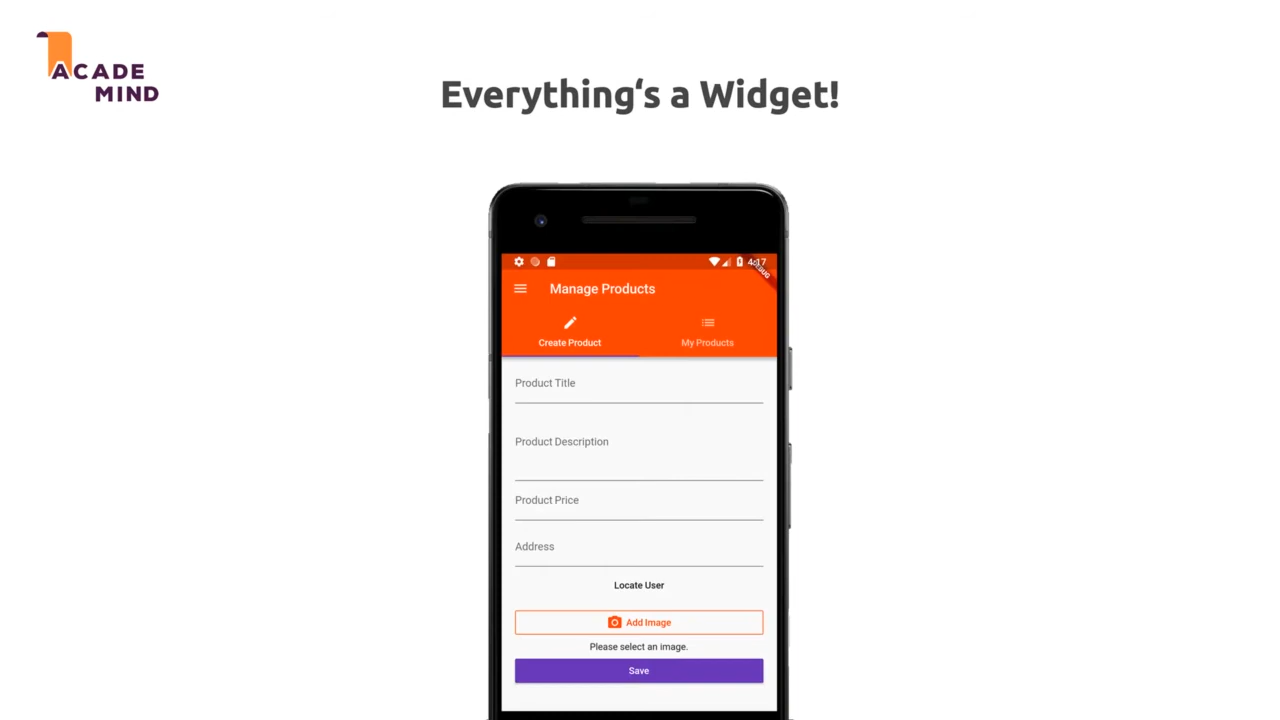 ACADE
MIND
Everything‘s a Widget!
4:17
DEBUG
Manage Products
Create Product
My Products
Product Title
Product Description
Product Price
Address
Locate User
Add Image
Please select an image.
Save